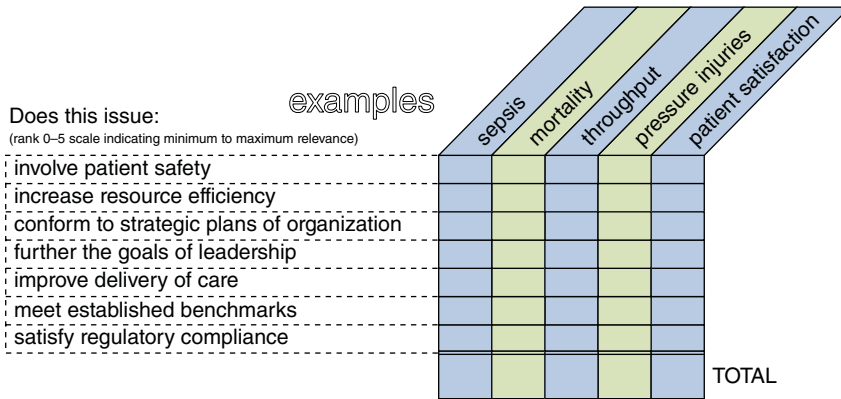 examples
sepsis
mortality
throughput
pressure injuries
patient satisfaction
Does this issue:
(rank 0–5 scale indicating minimum to maximum relevance)
involve patient safety
increase resource efficiency
conform to strategic plans of organization
further the goals of leadership
improve delivery of care
meet established benchmarks
satisfy regulatory compliance
TOTAL